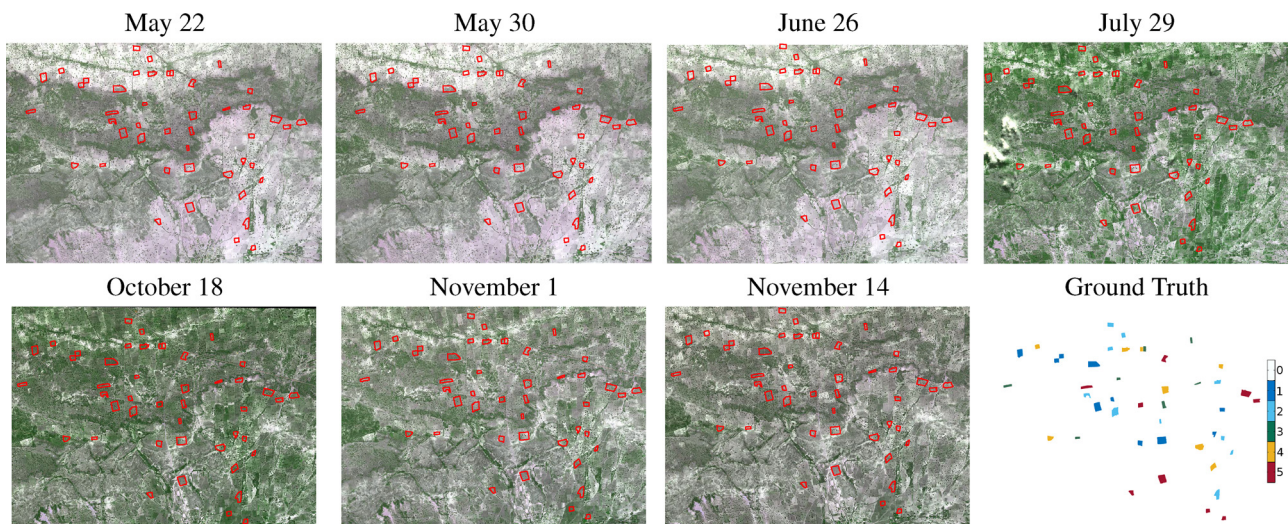 May 22
May 30
June 26
July 29
October 18
November 1
November 14
Ground Truth
0
1
2
3
4
5